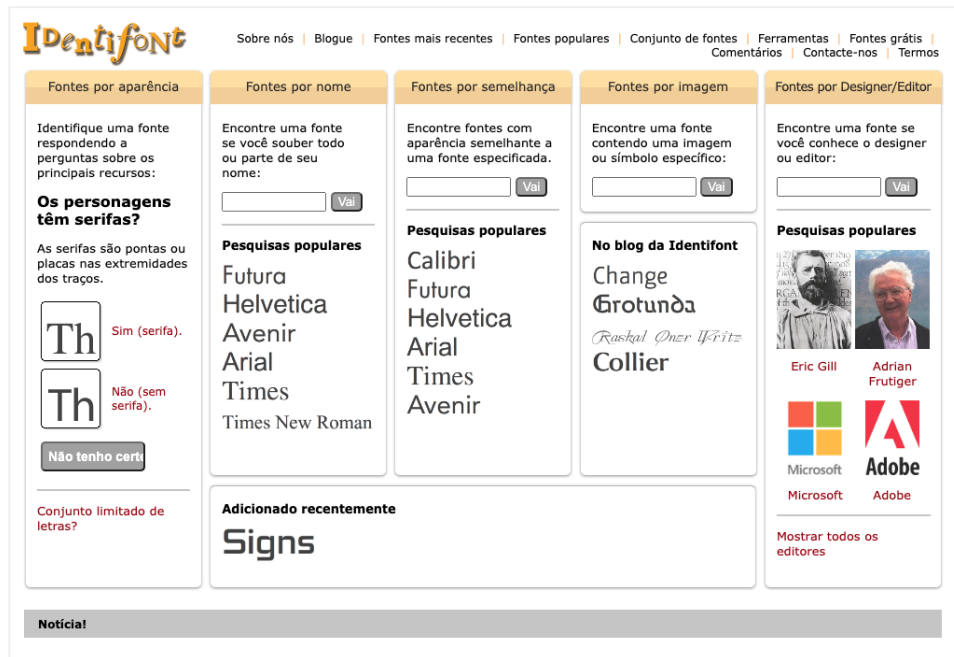 IDentifoNt
Sobre nós | Blogue | Fontes mais recentes | Fontes populares | Conjunto de fontes | Ferramentas | Fontes grátis |
Comentários | Contacte-nos | Termos
Fontes por aparência
Identifique uma fonte
respondendo a
perguntas sobre os
principais recursos:
Os personagens
têm serifas?
As serifas são pontas ou
placas nas extremidades
dos traços.
Th
Sim (serifa).
Th
Não (sem
serifa).
Não tenho certe
Conjunto limitado de
letras?
Fontes por nome
Encontre uma fonte
se você souber todo
ou parte de seu
nome:
Vai
Pesquisas populares
Futura
Helvetica
Avenir
Arial
Times
Times New Roman
Fontes por semelhança
Encontre fontes com
aparência semelhante a
uma fonte especificada.
Vai
Pesquisas populares
Calibri
Futura
Helvetica
Arial
Times
Avenir
Fontes por imagem
Encontre uma fonte
contendo uma imagem
ou símbolo específico:
Vai
No blog da Identifont
Change
Grotunda
Raskal Oner Writz
Collier
Adicionado recentemente
Signs
Fontes por Designer/Editor
Encontre uma fonte se
você conhece o designer
ou editor:
Vai
Pesquisas populares
Eric Gill
Adrian
Frutiger
Microsoft
Adobe
Microsoft
Adobe
Mostrar todos os
editores
Notícia!